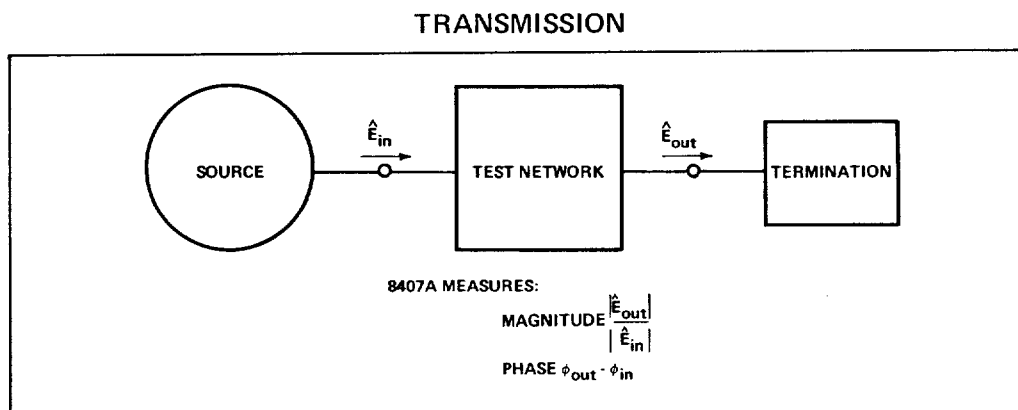 TRANSMISSION
SOURCE
Ê_in
TEST NETWORK
Ê_out
TERMINATION
8407A MEASURES:
MAGNITUDE |Ê_out| / |Ê_in|
PHASE ϕ_out - ϕ_in